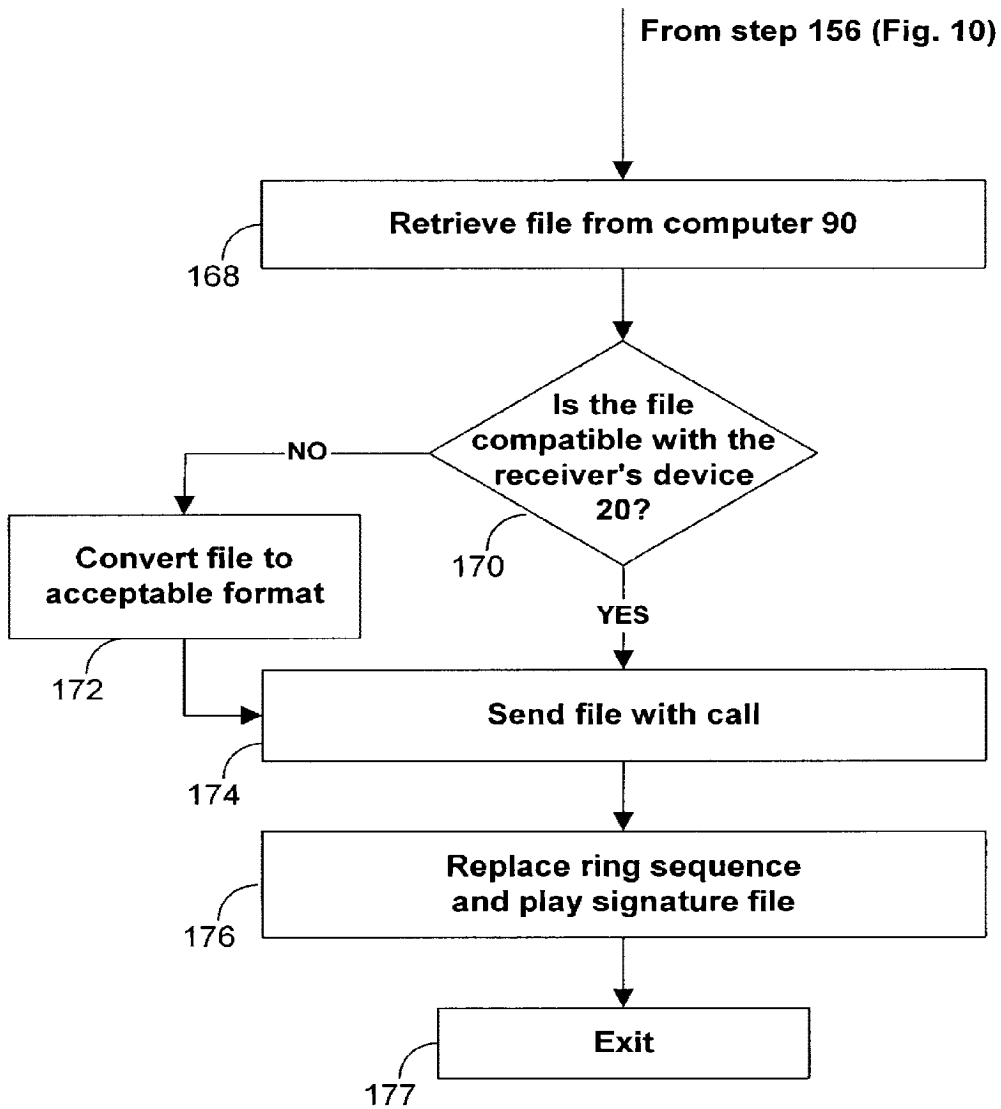 From step 156 (Fig. 10)
Retrieve file from computer 90
168
Is the file
compatible with the
receiver's device
20?
NO
170
Convert file to
acceptable format
YES
172
Send file with call
174
Replace ring sequence
and play signature file
176
Exit
177